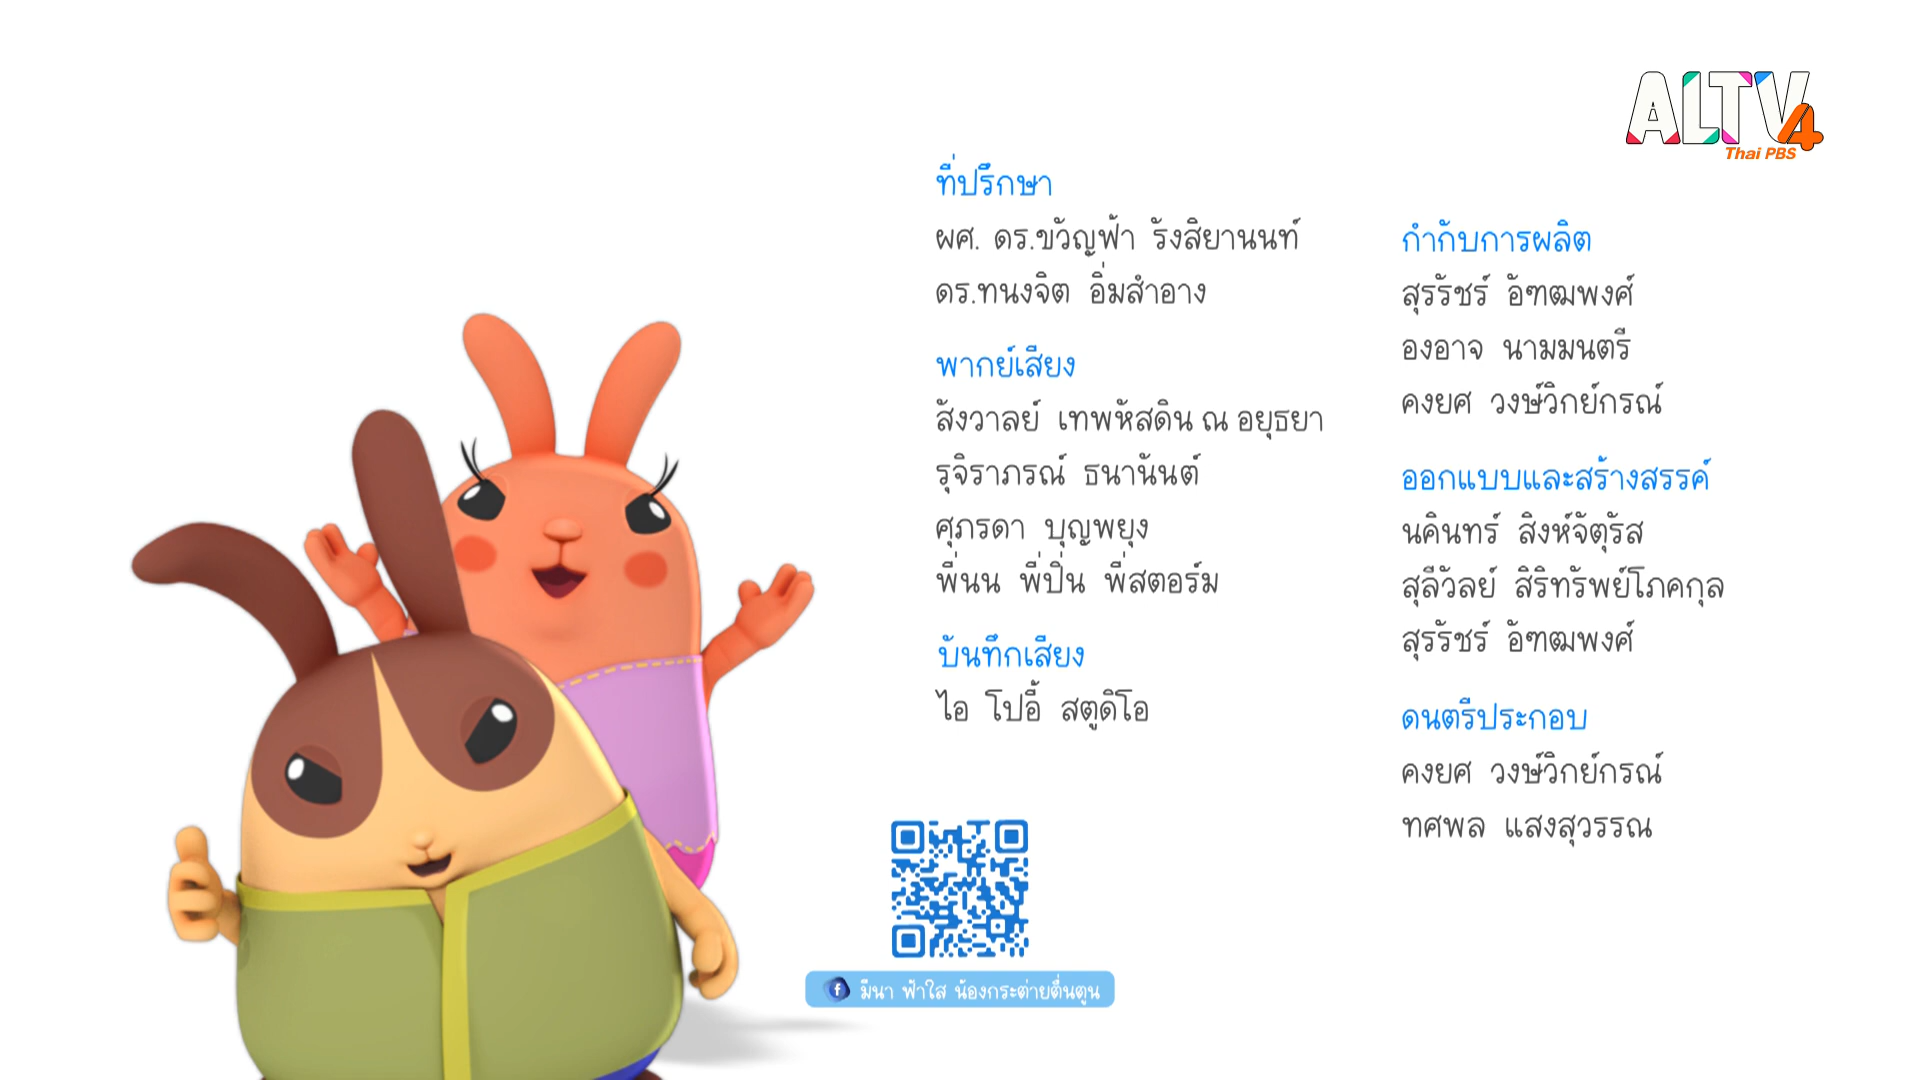 ALTV4
Thai PBS
ที่ปรึกษา
ผศ. ดร.ขวัญฟ้า รังสิยานนท์
ดร.ทนงจิต อิ่มสำอาง
พากย์เสียง
สังวาลย์ เทพหัสดิน ณ อยุธยา
รุจิราภรณ์ ธนานันต์
ศุภรดา บุญพยุง
พี่นน พี่ปิ่น พี่สตอร์ม
บันทึกเสียง
ไอ โปอี้ สตูดิโอ
กำกับการผลิต
สุรรัชร์ อัฑฒพงศ์
องอาจ นามมนตรี
คงยศ วงษ์วิกย์กรณ์
ออกแบบและสร้างสรรค์
นคินทร์ สิงห์จัตุรัส
สุลีวัลย์ สิริทรัพย์โภคกุล
สุรรัชร์ อัฑฒพงศ์
ดนตรีประกอบ
คงยศ วงษ์วิกย์กรณ์
ทศพล แสงสุวรรณ
มีนา ฟ้าใส น้องกระต่ายตื่นตูน